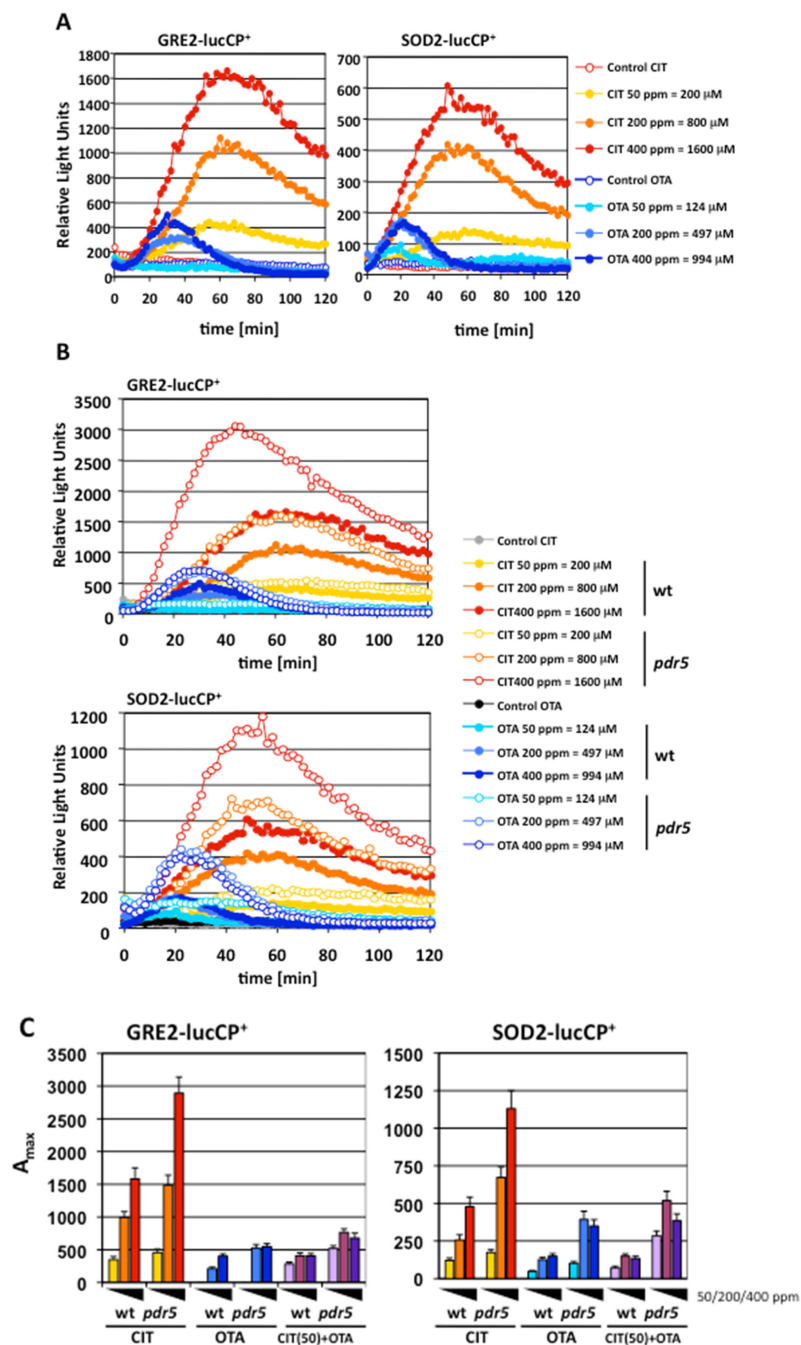 A
GRE2-lucCP+
SOD2-lucCP+
Relative Light Units
1800
1600
1400
1200
1000
800
600
400
200
0
0 20 40 60 80 100 120
time [min]
700
600
500
400
300
200
100
0
0 20 40 60 80 100 120
time [min]
Control CIT
CIT 50 ppm = 200 µM
CIT 200 ppm = 800 µM
CIT 400 ppm = 1600 µM
Control OTA
OTA 50 ppm = 124 µM
OTA 200 ppm = 497 µM
OTA 400 ppm = 994 µM
B
GRE2-lucCP+
Relative Light Units
3500
3000
2500
2000
1500
1000
500
0
0 20 40 60 80 100 120
time [min]
SOD2-lucCP+
Relative Light Units
1200
1000
800
600
400
200
0
0 20 40 60 80 100 120
time [min]
Control CIT
CIT 50 ppm = 200 µM
CIT 200 ppm = 800 µM
CIT400 ppm = 1600 µM
wt
CIT 50 ppm = 200 µM
CIT 200 ppm = 800 µM
CIT400 ppm = 1600 µM
pdr5
Control OTA
OTA 50 ppm = 124 µM
OTA 200 ppm = 497 µM
OTA 400 ppm = 994 µM
wt
OTA 50 ppm = 124 µM
OTA 200 ppm = 497 µM
OTA 400 ppm = 994 µM
pdr5
C
GRE2-lucCP+
SOD2-lucCP+
Amax
3500
3000
2500
2000
1500
1000
500
0
wt pdr5 wt pdr5 wt pdr5
CIT OTA CIT(50)+OTA
1500
1250
1000
750
500
250
0
wt pdr5 wt pdr5 wt pdr5
CIT OTA CIT(50)+OTA
50/200/400 ppm